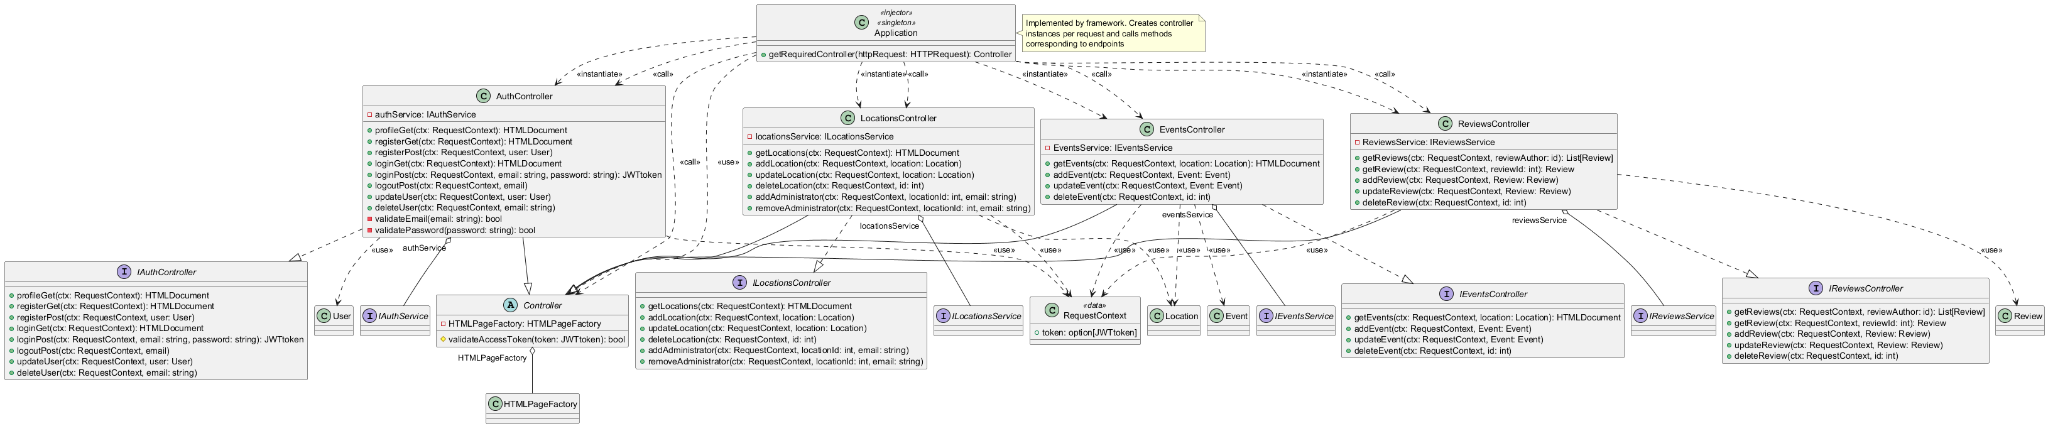 «injector»
«singleton»
C Application
getRequiredController(httpRequest: HTTPRequest): Controller
Implemented by framework. Creates controller
instances per request and calls methods
corresponding to endpoints
«instantiate»
«call»
«call»
«use»
«instantiate»
«call»
«instantiate»
«call»
«instantiate»
«call»
C AuthController
authService: IAuthService
profileGet(ctx: RequestContext): HTMLDocument
registerGet(ctx: RequestContext): HTMLDocument
registerPost(ctx: RequestContext, user: User)
loginGet(ctx: RequestContext): HTMLDocument
loginPost(ctx: RequestContext, email: string, password: string): JWTtoken
logoutPost(ctx: RequestContext, email)
updateUser(ctx: RequestContext, user: User)
deleteUser(ctx: RequestContext, email: string)
validateEmail(email: string): bool
validatePassword(password: string): bool
C LocationsController
locationsService: ILocationsService
getLocations(ctx: RequestContext): HTMLDocument
addLocation(ctx: RequestContext, location: Location)
updateLocation(ctx: RequestContext, location: Location)
deleteLocation(ctx: RequestContext, id: int)
addAdministrator(ctx: RequestContext, locationId: int, email: string)
removeAdministrator(ctx: RequestContext, locationId: int, email: string)
C EventsController
EventsService: IEventsService
getEvents(ctx: RequestContext, location: Location): HTMLDocument
addEvent(ctx: RequestContext, Event: Event)
updateEvent(ctx: RequestContext, Event: Event)
deleteEvent(ctx: RequestContext, id: int)
C ReviewsController
ReviewsService: IReviewsService
getReviews(ctx: RequestContext, reviewAuthor: id): List[Review]
getReview(ctx: RequestContext, reviewId: int): Review
addReview(ctx: RequestContext, Review: Review)
updateReview(ctx: RequestContext, Review: Review)
deleteReview(ctx: RequestContext, id: int)
«use»
authService
locationsService
eventsService
reviewsService
«use»
«use»
«use»
«use»
«use»
«use»
«use»
«use»
I IAuthController
profileGet(ctx: RequestContext): HTMLDocument
registerGet(ctx: RequestContext): HTMLDocument
registerPost(ctx: RequestContext, user: User)
loginGet(ctx: RequestContext): HTMLDocument
loginPost(ctx: RequestContext, email: string, password: string): JWTtoken
logoutPost(ctx: RequestContext, email)
updateUser(ctx: RequestContext, user: User)
deleteUser(ctx: RequestContext, email: string)
C User
I IAuthService
A Controller
HTMLPageFactory: HTMLPageFactory
validateAccessToken(token: JWTtoken): bool
HTMLPageFactory
C HTMLPageFactory
I ILocationsController
getLocations(ctx: RequestContext): HTMLDocument
addLocation(ctx: RequestContext, location: Location)
updateLocation(ctx: RequestContext, location: Location)
deleteLocation(ctx: RequestContext, id: int)
addAdministrator(ctx: RequestContext, locationId: int, email: string)
removeAdministrator(ctx: RequestContext, locationId: int, email: string)
I ILocationsService
«data»
C RequestContext
token: option[JWTtoken]
C Location
C Event
I IEventsService
I IEventsController
getEvents(ctx: RequestContext, location: Location): HTMLDocument
addEvent(ctx: RequestContext, Event: Event)
updateEvent(ctx: RequestContext, Event: Event)
deleteEvent(ctx: RequestContext, id: int)
I IReviewsService
I IReviewsController
getReviews(ctx: RequestContext, reviewAuthor: id): List[Review]
getReview(ctx: RequestContext, reviewId: int): Review
addReview(ctx: RequestContext, Review: Review)
updateReview(ctx: RequestContext, Review: Review)
deleteReview(ctx: RequestContext, id: int)
C Review